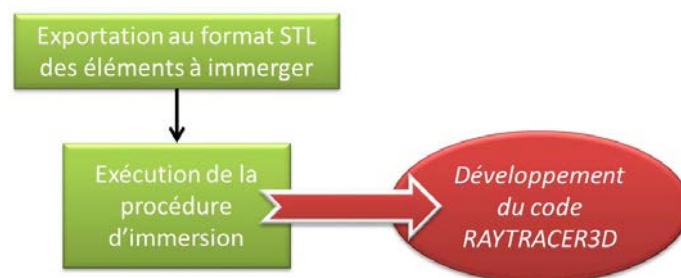 Exportation au format STL
des éléments à immerger
Exécution de la
procédure
d'immersion
Développement
du code
RAYTRACER3D